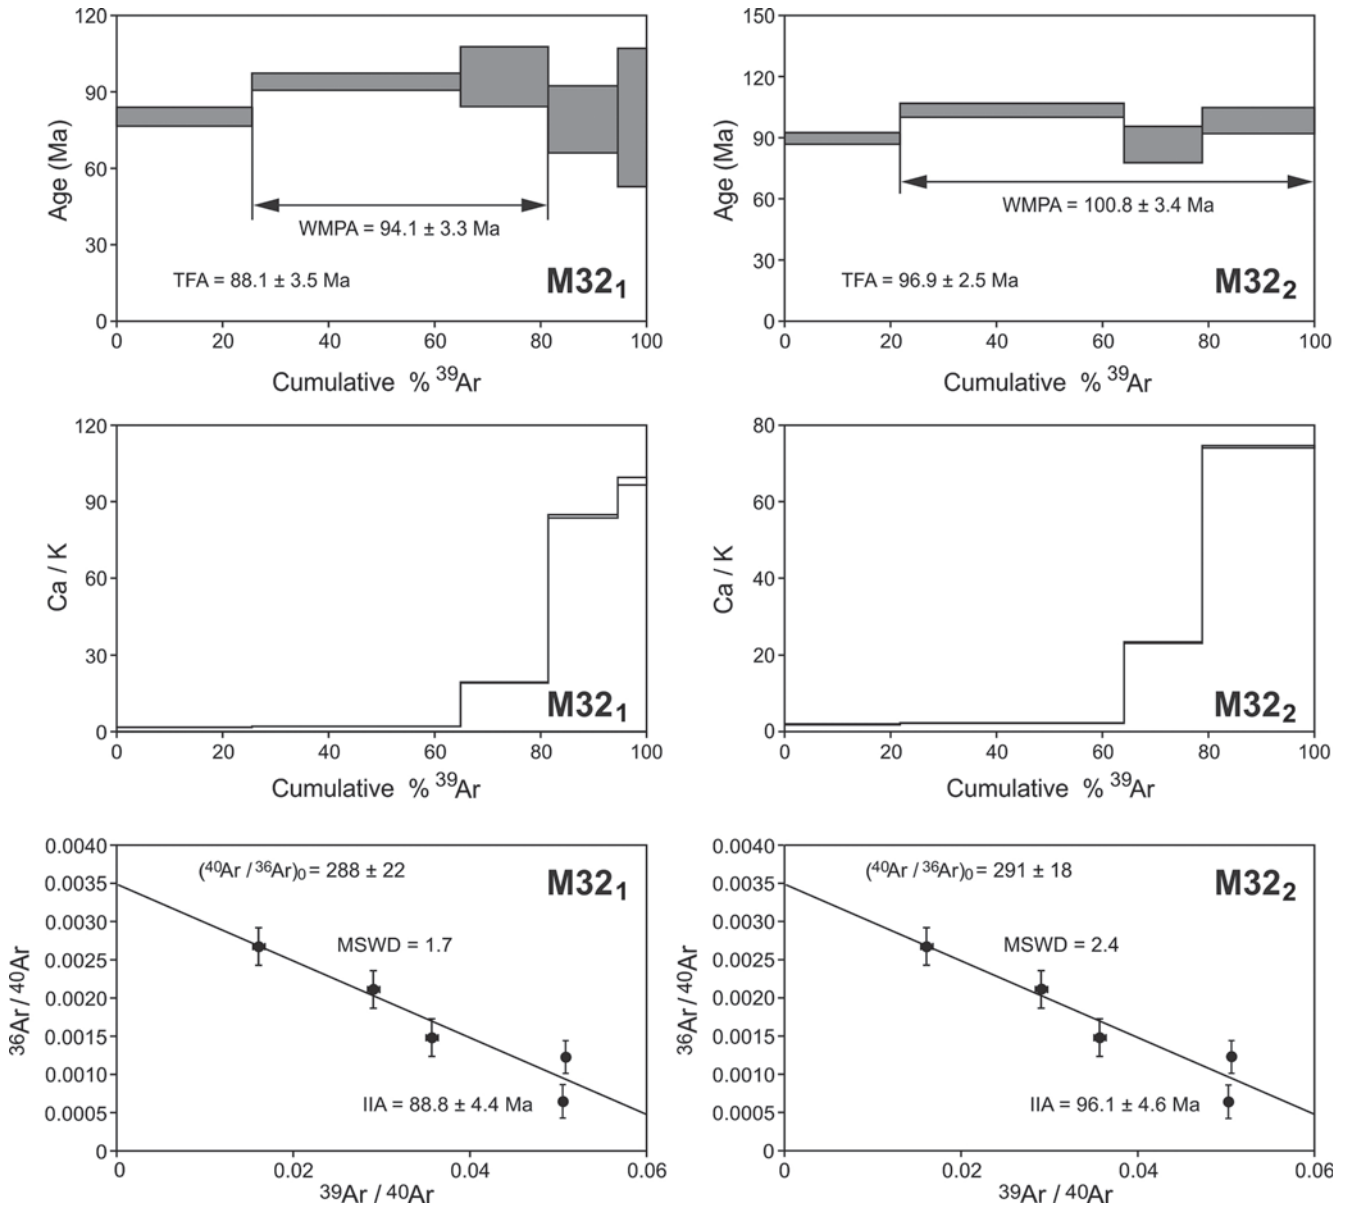 120
90
60
30
0
Age (Ma)
WMPA = 94.1 ± 3.3 Ma
TFA = 88.1 ± 3.5 Ma
M32₁
0 20 40 60 80 100
Cumulative % ³⁹Ar
150
120
90
60
30
0
Age (Ma)
WMPA = 100.8 ± 3.4 Ma
TFA = 96.9 ± 2.5 Ma
M32₂
0 20 40 60 80 100
Cumulative % ³⁹Ar
120
90
60
30
0
Ca / K
M32₁
0 20 40 60 80 100
Cumulative % ³⁹Ar
80
60
40
20
0
Ca / K
M32₂
0 20 40 60 80 100
Cumulative % ³⁹Ar
0.0040
0.0035
0.0030
0.0025
0.0020
0.0015
0.0010
0.0005
0
³⁶Ar / ⁴⁰Ar
(⁴⁰Ar / ³⁶Ar)₀ = 288 ± 22
M32₁
MSWD = 1.7
IIA = 88.8 ± 4.4 Ma
0 0.02 0.04 0.06
³⁹Ar / ⁴⁰Ar
0.0040
0.0035
0.0030
0.0025
0.0020
0.0015
0.0010
0.0005
0
³⁶Ar / ⁴⁰Ar
(⁴⁰Ar / ³⁶Ar)₀ = 291 ± 18
M32₂
MSWD = 2.4
IIA = 96.1 ± 4.6 Ma
0 0.02 0.04 0.06
³⁹Ar / ⁴⁰Ar